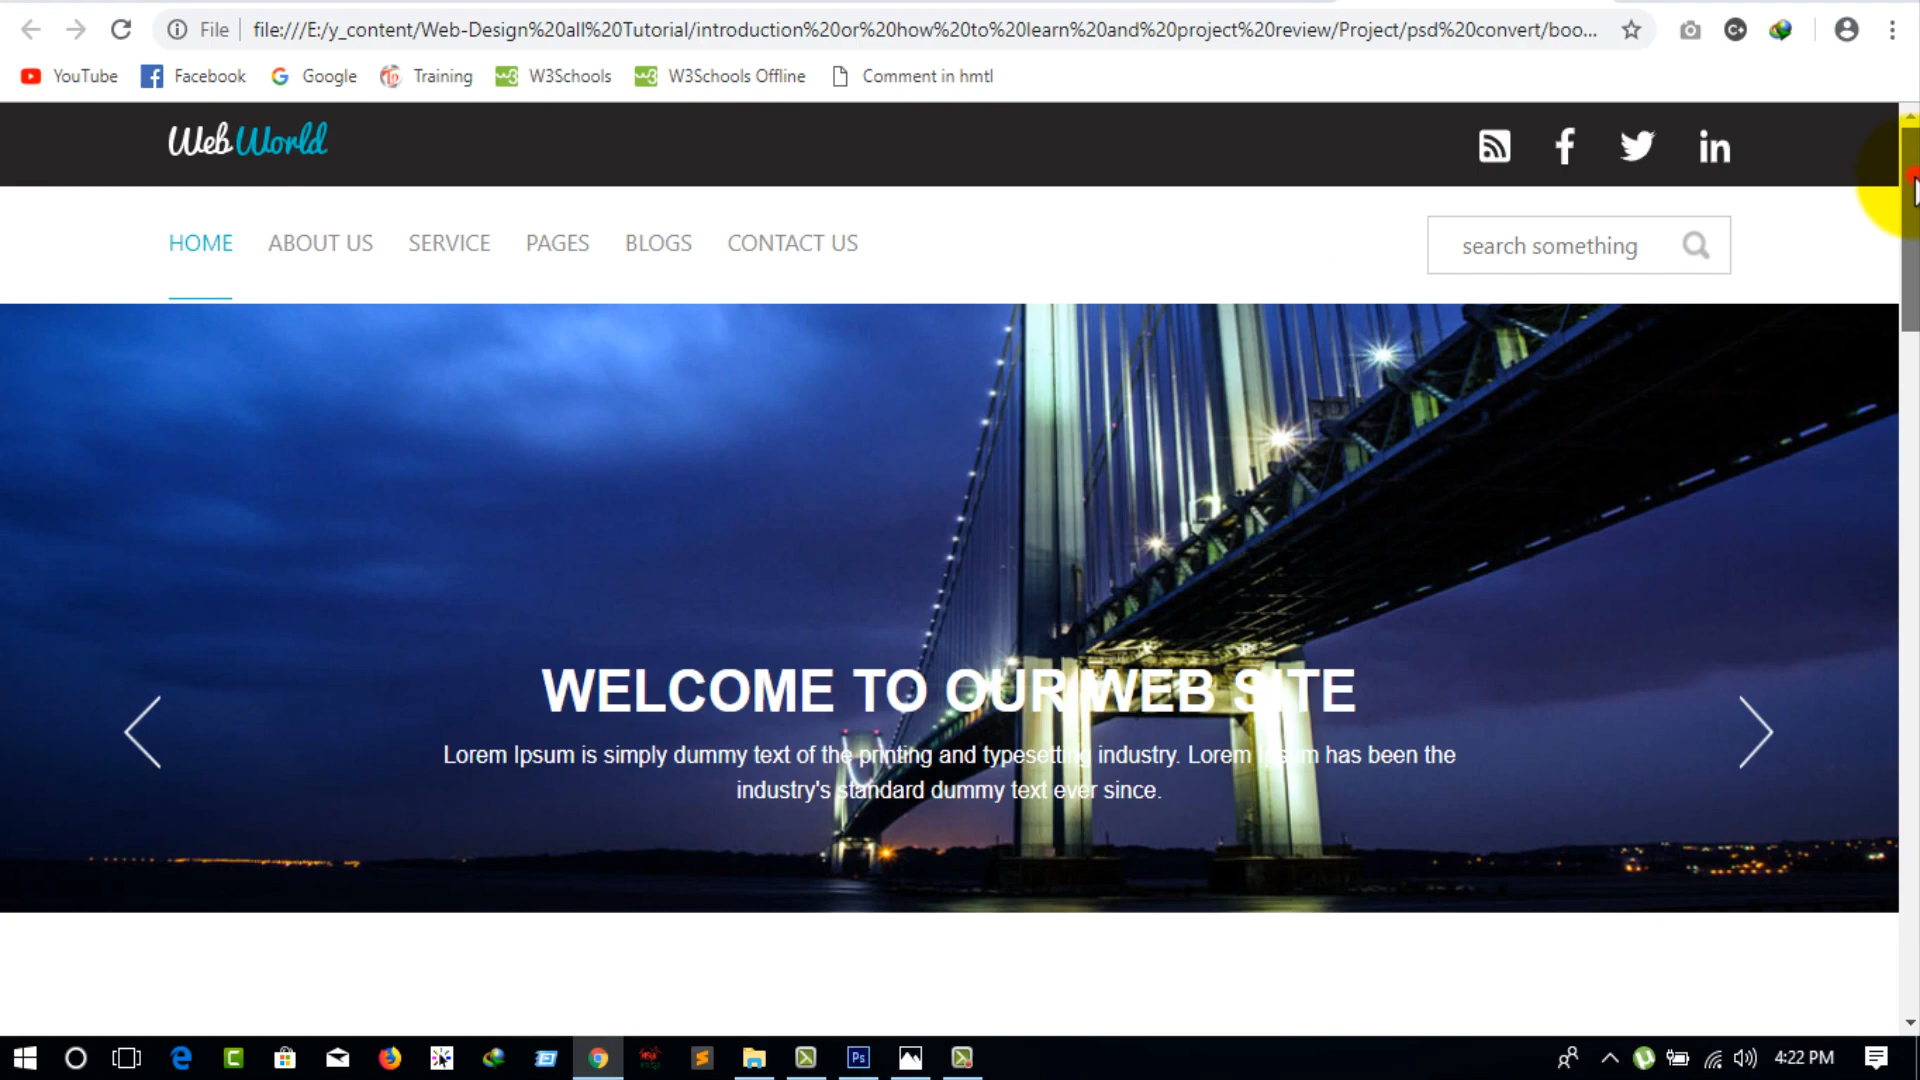 File file:///E:/y_content/Web-Design%20all%20Tutorial/introduction%20or%20how%20to%20learn%20and%20project%20review/Project/psd%20convert/boo...
YouTube Facebook Google Training W3Schools W3Schools Offline Comment in hmtl
Web World
HOME ABOUT US SERVICE PAGES BLOGS CONTACT US search something
WELCOME TO OUR WEB SITE
Lorem Ipsum is simply dummy text of the printing and typesetting industry. Lorem Ipsum has been the
industry's standard dummy text ever since.
4:22 PM